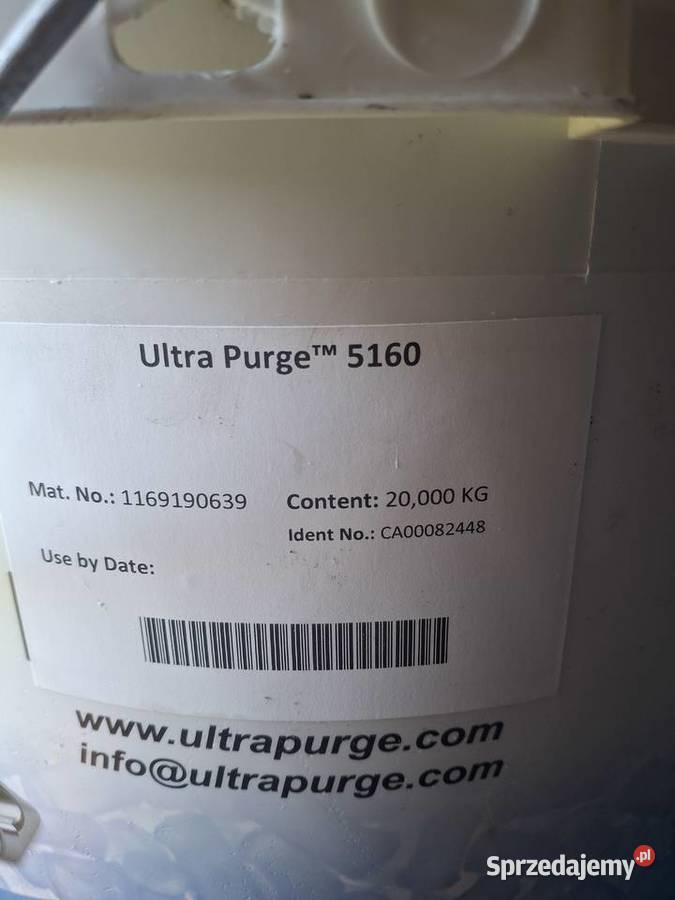 Ultra Purge™ 5160
Mat. No.: 1169190639 Content: 20,000 KG
Ident No.: CA00082448
Use by Date:
www.ultrapurge.com
info@ultrapurge.com
Sprzedajemy.pl